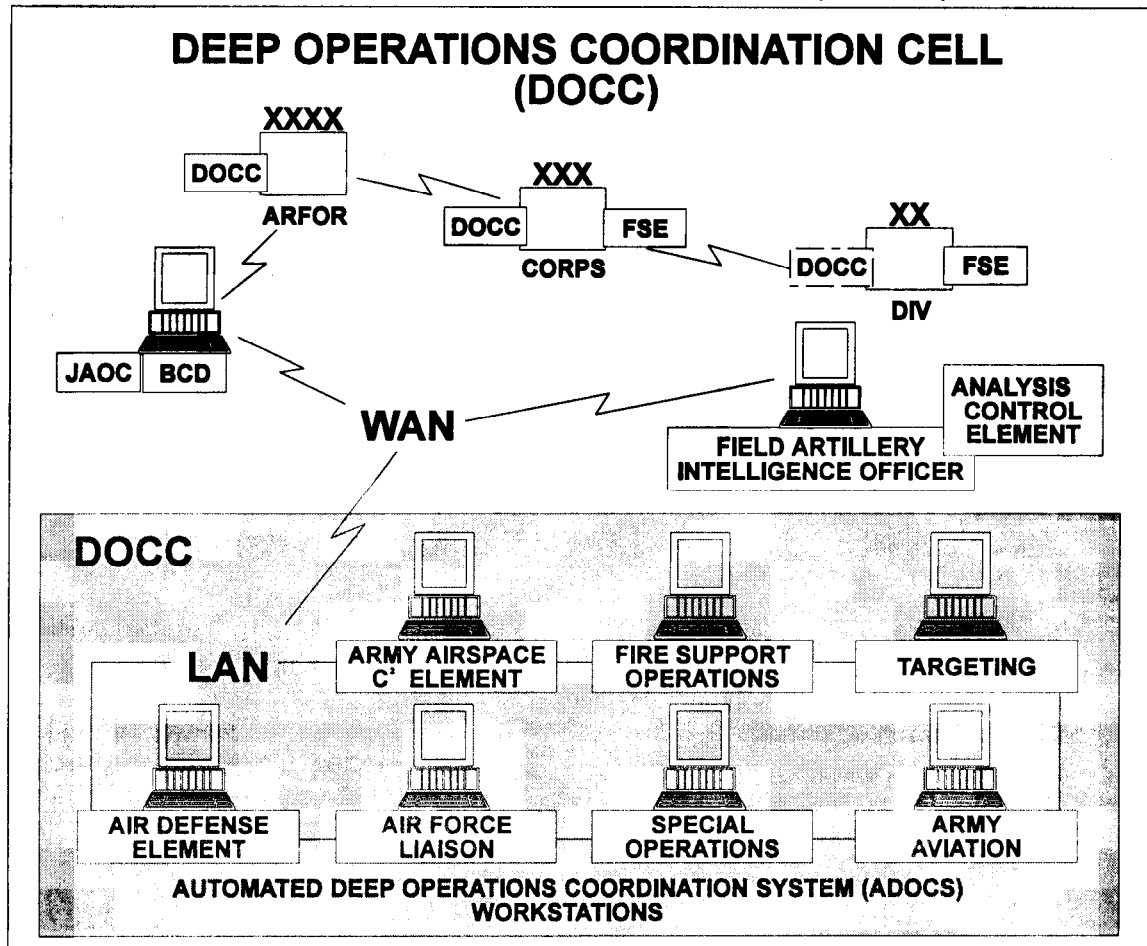 DEEP OPERATIONS COORDINATION CELL
(DOCC)
XXXX
DOCC
ARFOR
XXX
DOCC
FSE
CORPS
XX
DOCC
FSE
DIV
JAOC
BCD
WAN
ANALYSIS
CONTROL
ELEMENT
FIELD ARTILLERY
INTELLIGENCE OFFICER
DOCC
LAN
ARMY AIRSPACE
C² ELEMENT
FIRE SUPPORT
OPERATIONS
TARGETING
AIR DEFENSE
ELEMENT
AIR FORCE
LIAISON
SPECIAL
OPERATIONS
ARMY
AVIATION
AUTOMATED DEEP OPERATIONS COORDINATION SYSTEM (ADOCS)
WORKSTATIONS